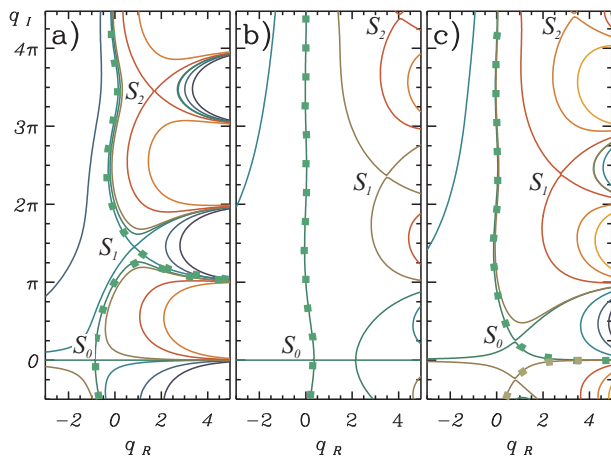 q_I a) b) c)
S_2 S_2
4π
S_2
3π
S_1 S_1
2π
S_1
π
S_0 S_0 S_0
0
−2 0 2 4 −2 0 2 4 −2 0 2 4
q_R q_R q_R